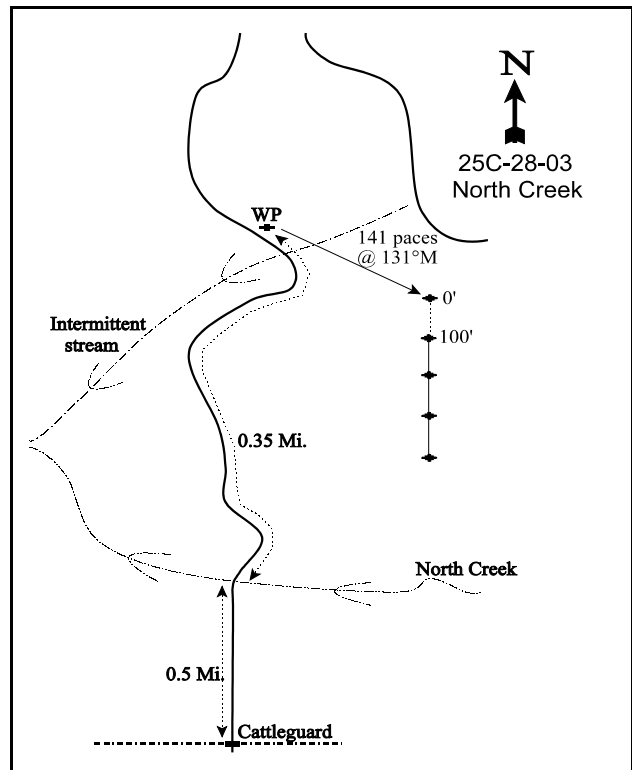 N
25C-28-03
North Creek
WP
141 paces
@ 131°M
0'
100'
Intermittent
stream
0.35 Mi.
North Creek
0.5 Mi.
Cattleguard